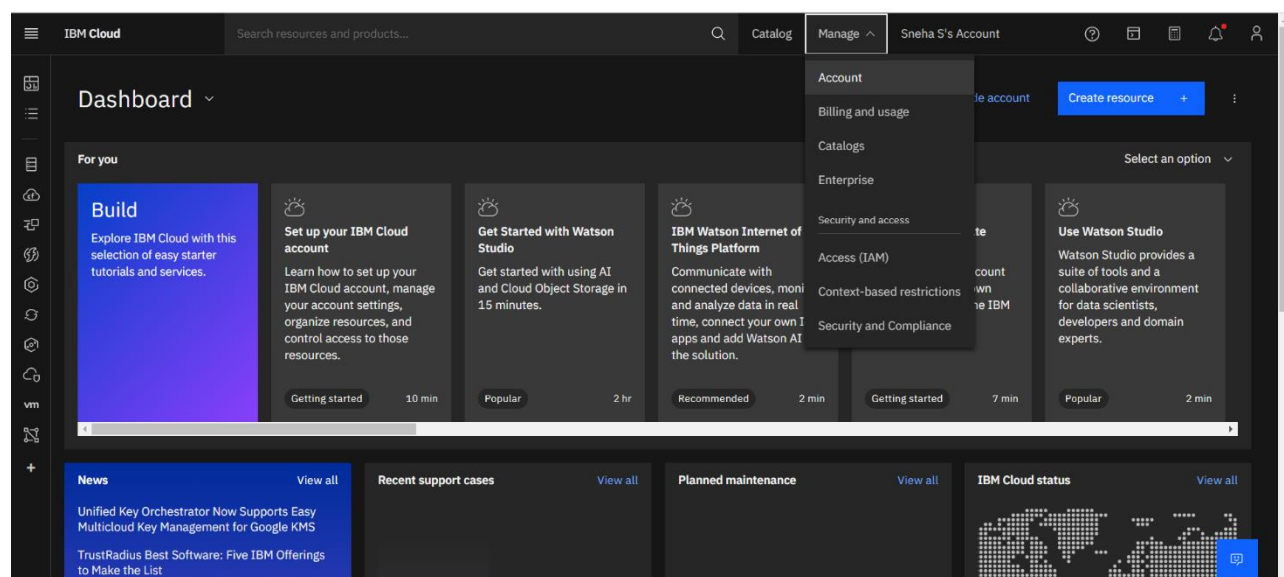 IBM Cloud
Search resources and products...
Catalog
Manage
Sneha S's Account
Account
Billing and usage
Catalogs
Enterprise
Security and access
Access (IAM)
Context-based restrictions
Security and Compliance
Dashboard
account
Create resource +
For you
Select an option
Build
Explore IBM Cloud with this
selection of easy starter
tutorials and services.
Set up your IBM Cloud
account
Learn how to set up your
IBM Cloud account, manage
your account settings,
organize resources, and
control access to those
resources.
Getting started 10 min
Get Started with Watson
Studio
Get started with using AI
and Cloud Object Storage in
15 minutes.
Popular 2 hr
IBM Watson Internet of
Things Platform
Communicate with
connected devices, moni
and analyze data in real
time, connect your own I
apps and add Watson AI
the solution.
Recommended 2 min
te
count
wn
e IBM
Getting started 7 min
Use Watson Studio
Watson Studio provides a
suite of tools and a
collaborative environment
for data scientists,
developers and domain
experts.
Popular 2 min
vm
News View all
Unified Key Orchestrator Now Supports Easy
Multicloud Key Management for Google KMS
TrustRadius Best Software: Five IBM Offerings
to Make the List
Recent support cases View all
Planned maintenance View all
IBM Cloud status View all